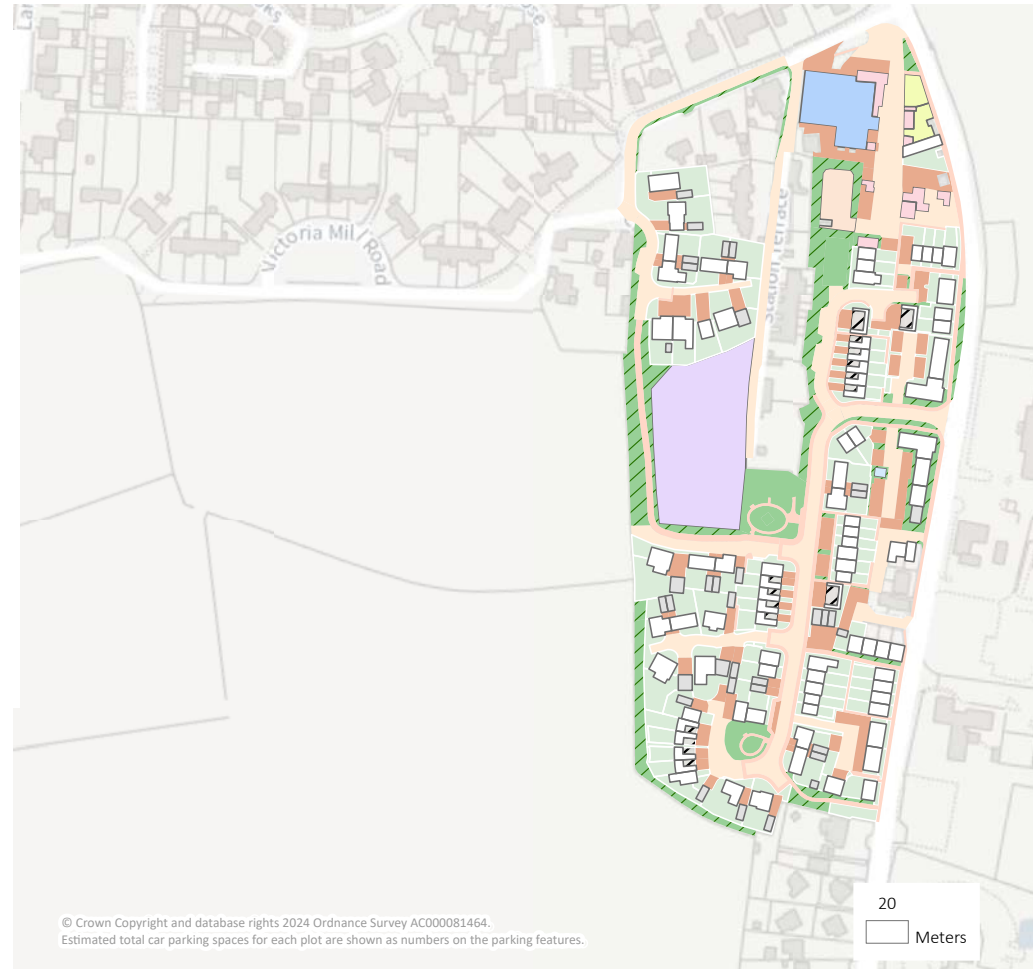 Victoria Mill Road
Station Terrace
20
Meters
© Crown Copyright and database rights 2024 Ordnance Survey AC000081464.
Estimated total car parking spaces for each plot are shown as numbers on the parking features.